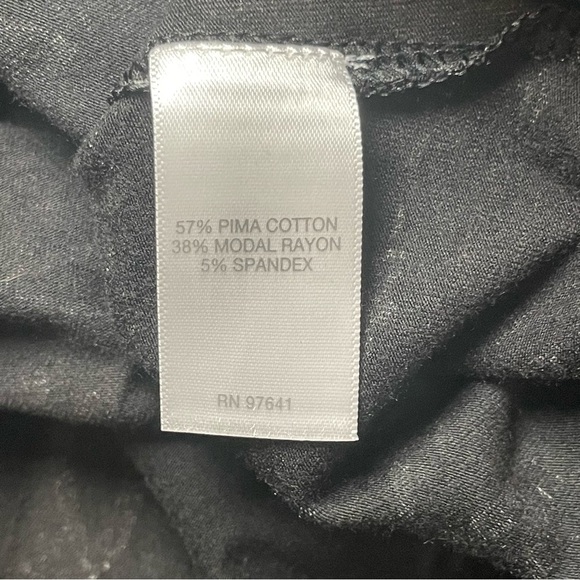 57% PIMA COTTON
38% MODAL RAYON
5% SPANDEX
RN 97641